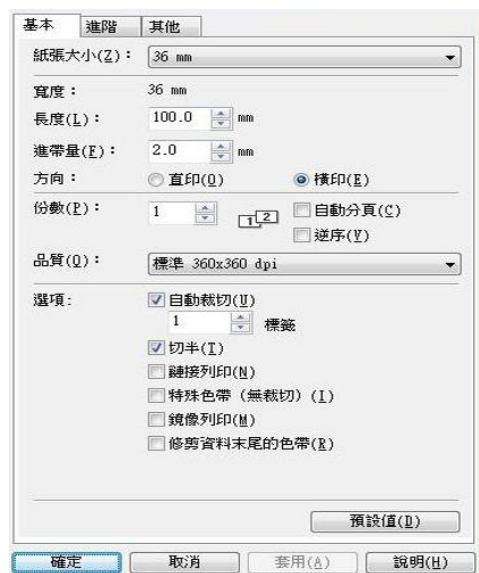 基本 進階 其他
紙張大小(Z)： 36 mm
寬度： 36 mm
長度(L)： 100.0 mm
進帶量(F)： 2.0 mm
方向： 直印(O) 橫印(E)
份數(P)： 1 12 自動分頁(C)
逆序(V)
品質(Q)： 標準 360x360 dpi
選項: 自動裁切(U)
1 標籤
切半(T)
鏈接列印(N)
特殊色帶（無裁切）(I)
鏡像列印(M)
修剪資料末尾的色帶(R)
預設值(D)
確定 取消 套用(A) 說明(H)